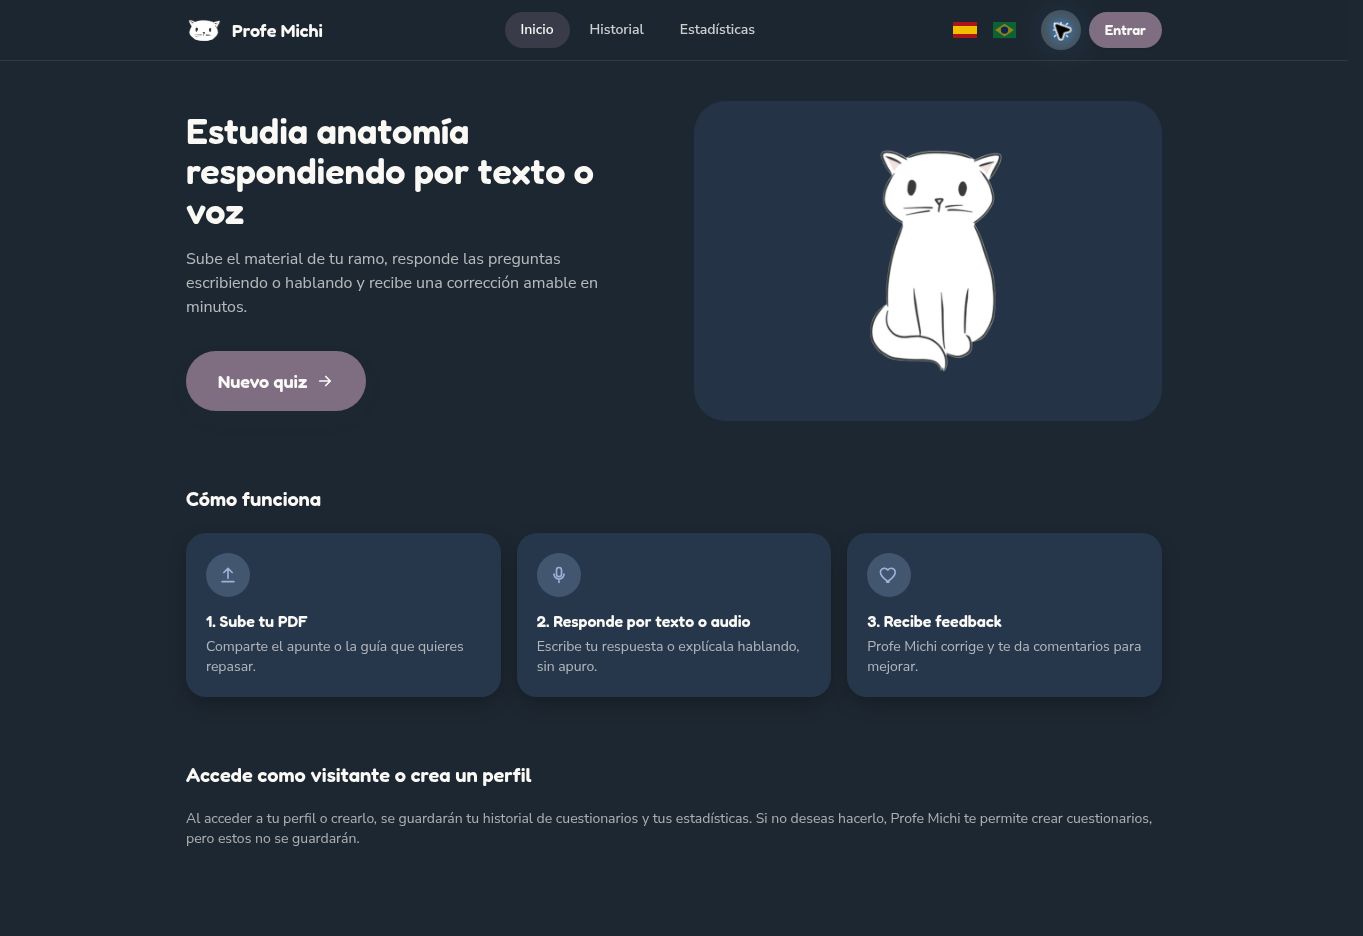 Profe Michi
Inicio
Historial
Estadísticas
Entrar
Estudia anatomía
respondiendo por texto o
voz
Sube el material de tu ramo, responde las preguntas
escribiendo o hablando y recibe una corrección amable en
minutos.
Nuevo quiz
Cómo funciona
1. Sube tu PDF
Comparte el apunte o la guía que quieres
repasar.
2. Responde por texto o audio
Escribe tu respuesta o explícala hablando,
sin apuro.
3. Recibe feedback
Profe Michi corrige y te da comentarios para
mejorar.
Accede como visitante o crea un perfil
Al acceder a tu perfil o crearlo, se guardarán tu historial de cuestionarios y tus estadísticas. Si no deseas hacerlo, Profe Michi te permite crear cuestionarios,
pero estos no se guardarán.